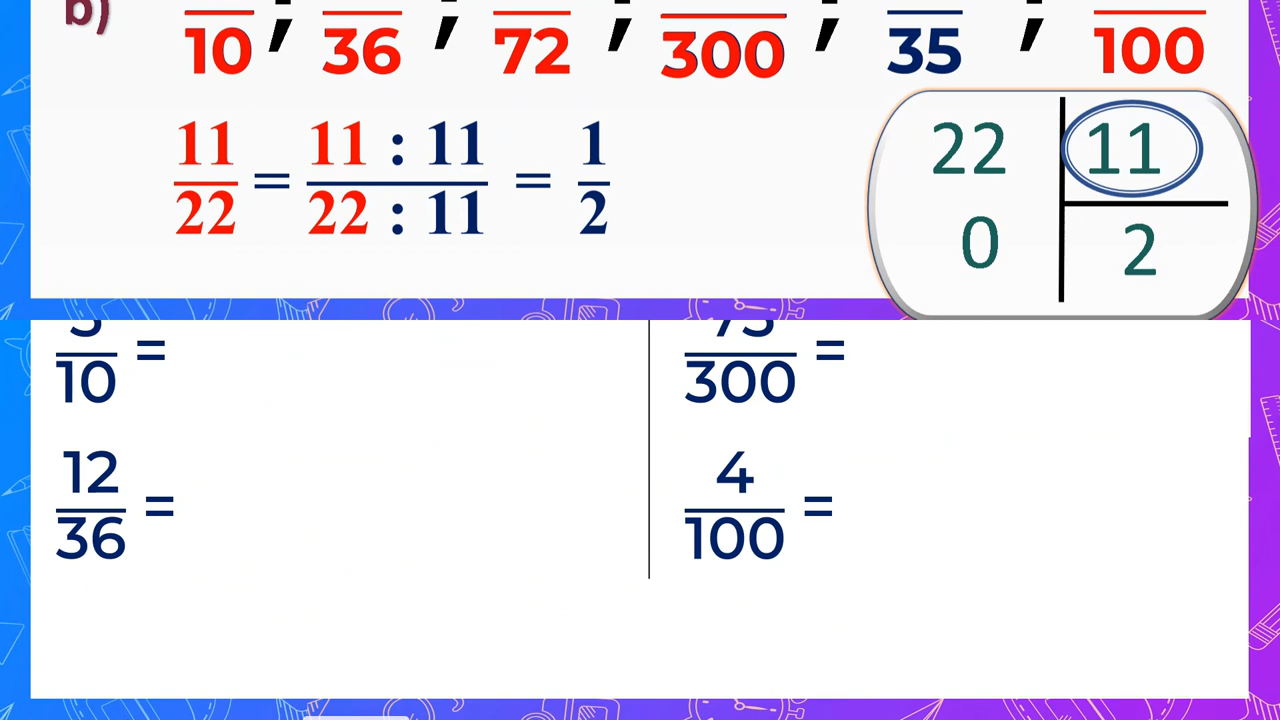 b)
10 ; 36 ; 72 ; 300 ; 35 ; 100
11/22 = 11 : 11/22 : 11 = 1/2
22 11
0 2
/10 =
12/36 =
/300 =
4/100 =